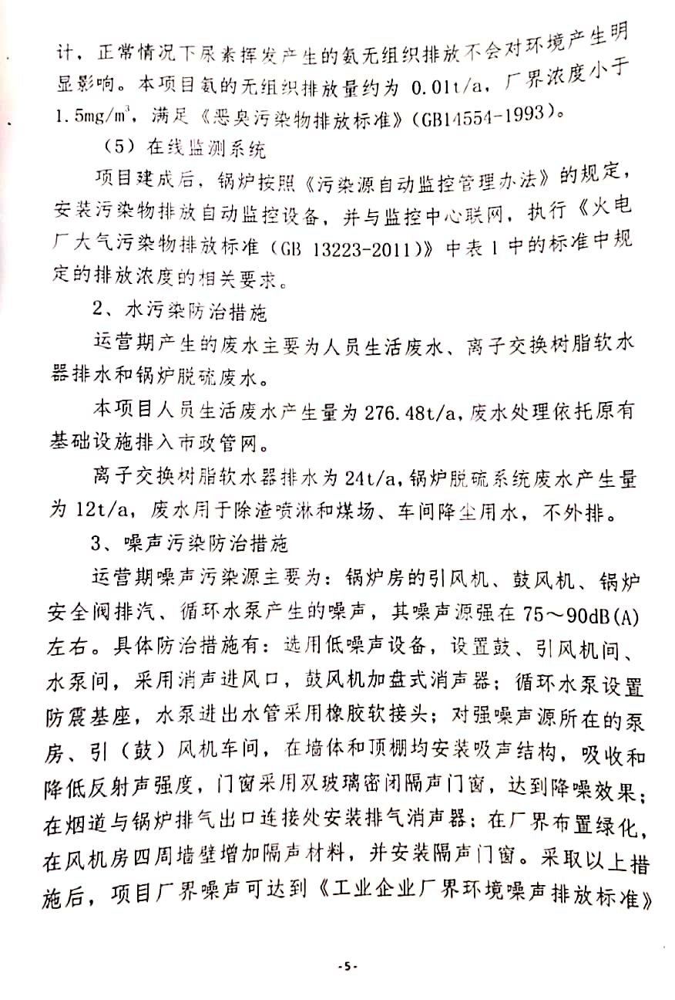 计，正常情况下尿素挥发产生的氨无组织排放不会对环境产生明
显影响。本项目氨的无组织排放量约为 0.01t/a，厂界浓度小于
1.5mg/m³，满足《恶臭污染物排放标准》(GB14554-1993)。
（5）在线监测系统
项目建成后，锅炉按照《污染源自动监控管理办法》的规定，
安装污染物排放自动监控设备，并与监控中心联网，执行《火电
厂大气污染物排放标准（GB 13223-2011)》中表 1 中的标准中规
定的排放浓度的相关要求。
2、水污染防治措施
运营期产生的废水主要为人员生活废水、离子交换树脂软水
器排水和锅炉脱硫废水。
本项目人员生活废水产生量为 276.48t/a,废水处理依托原有
基础设施排入市政管网。
离子交换树脂软水器排水为 24t/a,锅炉脱硫系统废水产生量
为 12t/a，废水用于除渣喷淋和煤场、车间降尘用水，不外排。
3、噪声污染防治措施
运营期噪声污染源主要为：锅炉房的引风机、鼓风机、锅炉
安全阀排汽、循环水泵产生的噪声，其噪声源强在 75～90dB(A)
左右。具体防治措施有：选用低噪声设备，设置鼓、引风机间、
水泵间，采用消声进风口，鼓风机加盘式消声器；循环水泵设置
防震基座，水泵进出水管采用橡胶软接头；对强噪声源所在的泵
房、引（鼓）风机车间，在墙体和顶棚均安装吸声结构，吸收和
降低反射声强度，门窗采用双玻璃密闭隔声门窗，达到降噪效果；
在烟道与锅炉排气出口连接处安装排气消声器；在厂界布置绿化，
在风机房四周墙壁增加隔声材料，并安装隔声门窗。采取以上措
施后，项目厂界噪声可达到《工业企业厂界环境噪声排放标准》
-5-